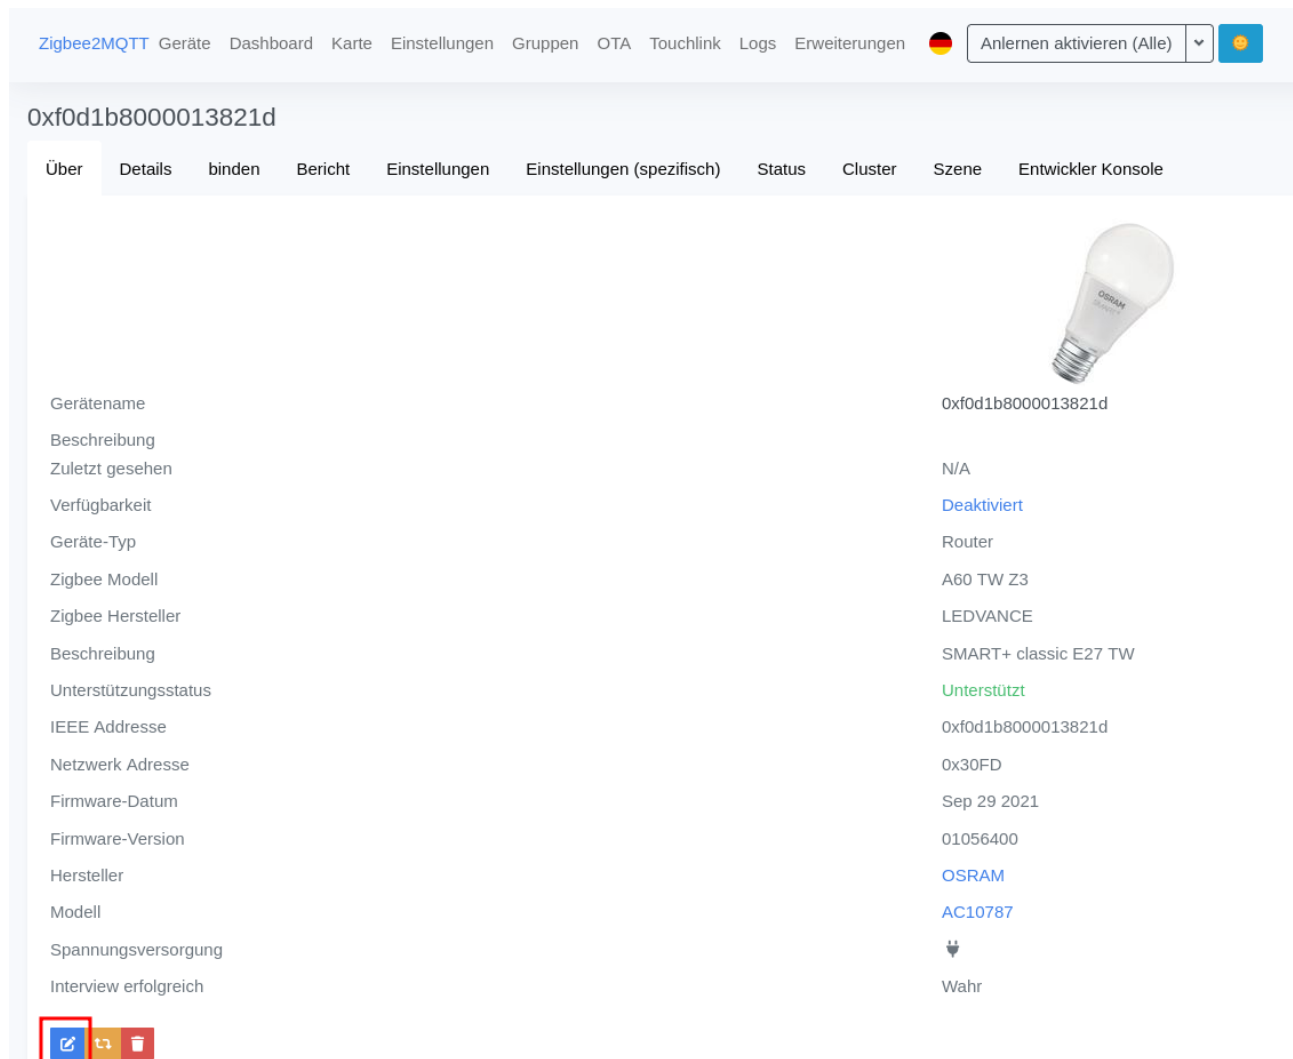 Zigbee2MQTT Geräte Dashboard Karte Einstellungen Gruppen OTA Touchlink Logs Erweiterungen Anlernen aktivieren (Alle)
0xf0d1b8000013821d
Über Details binden Bericht Einstellungen Einstellungen (spezifisch) Status Cluster Szene Entwickler Konsole
OSRAM
Gerätename 0xf0d1b8000013821d
Beschreibung
Zuletzt gesehen N/A
Verfügbarkeit Deaktiviert
Geräte-Typ Router
Zigbee Modell A60 TW Z3
Zigbee Hersteller LEDVANCE
Beschreibung SMART+ classic E27 TW
Unterstützungsstatus Unterstützt
IEEE Addresse 0xf0d1b8000013821d
Netzwerk Adresse 0x30FD
Firmware-Datum Sep 29 2021
Firmware-Version 01056400
Hersteller OSRAM
Modell AC10787
Spannungsversorgung
Interview erfolgreich Wahr